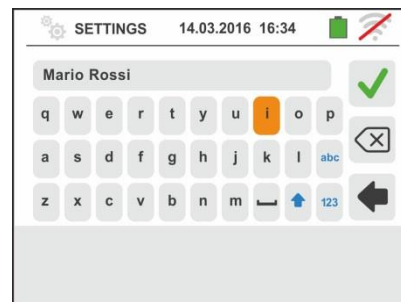 SETTINGS 14.03.2016 16:34
Mario Rossi
q w e r t y u i o p
a s d f g h j k l abc
z x c v b n m 123